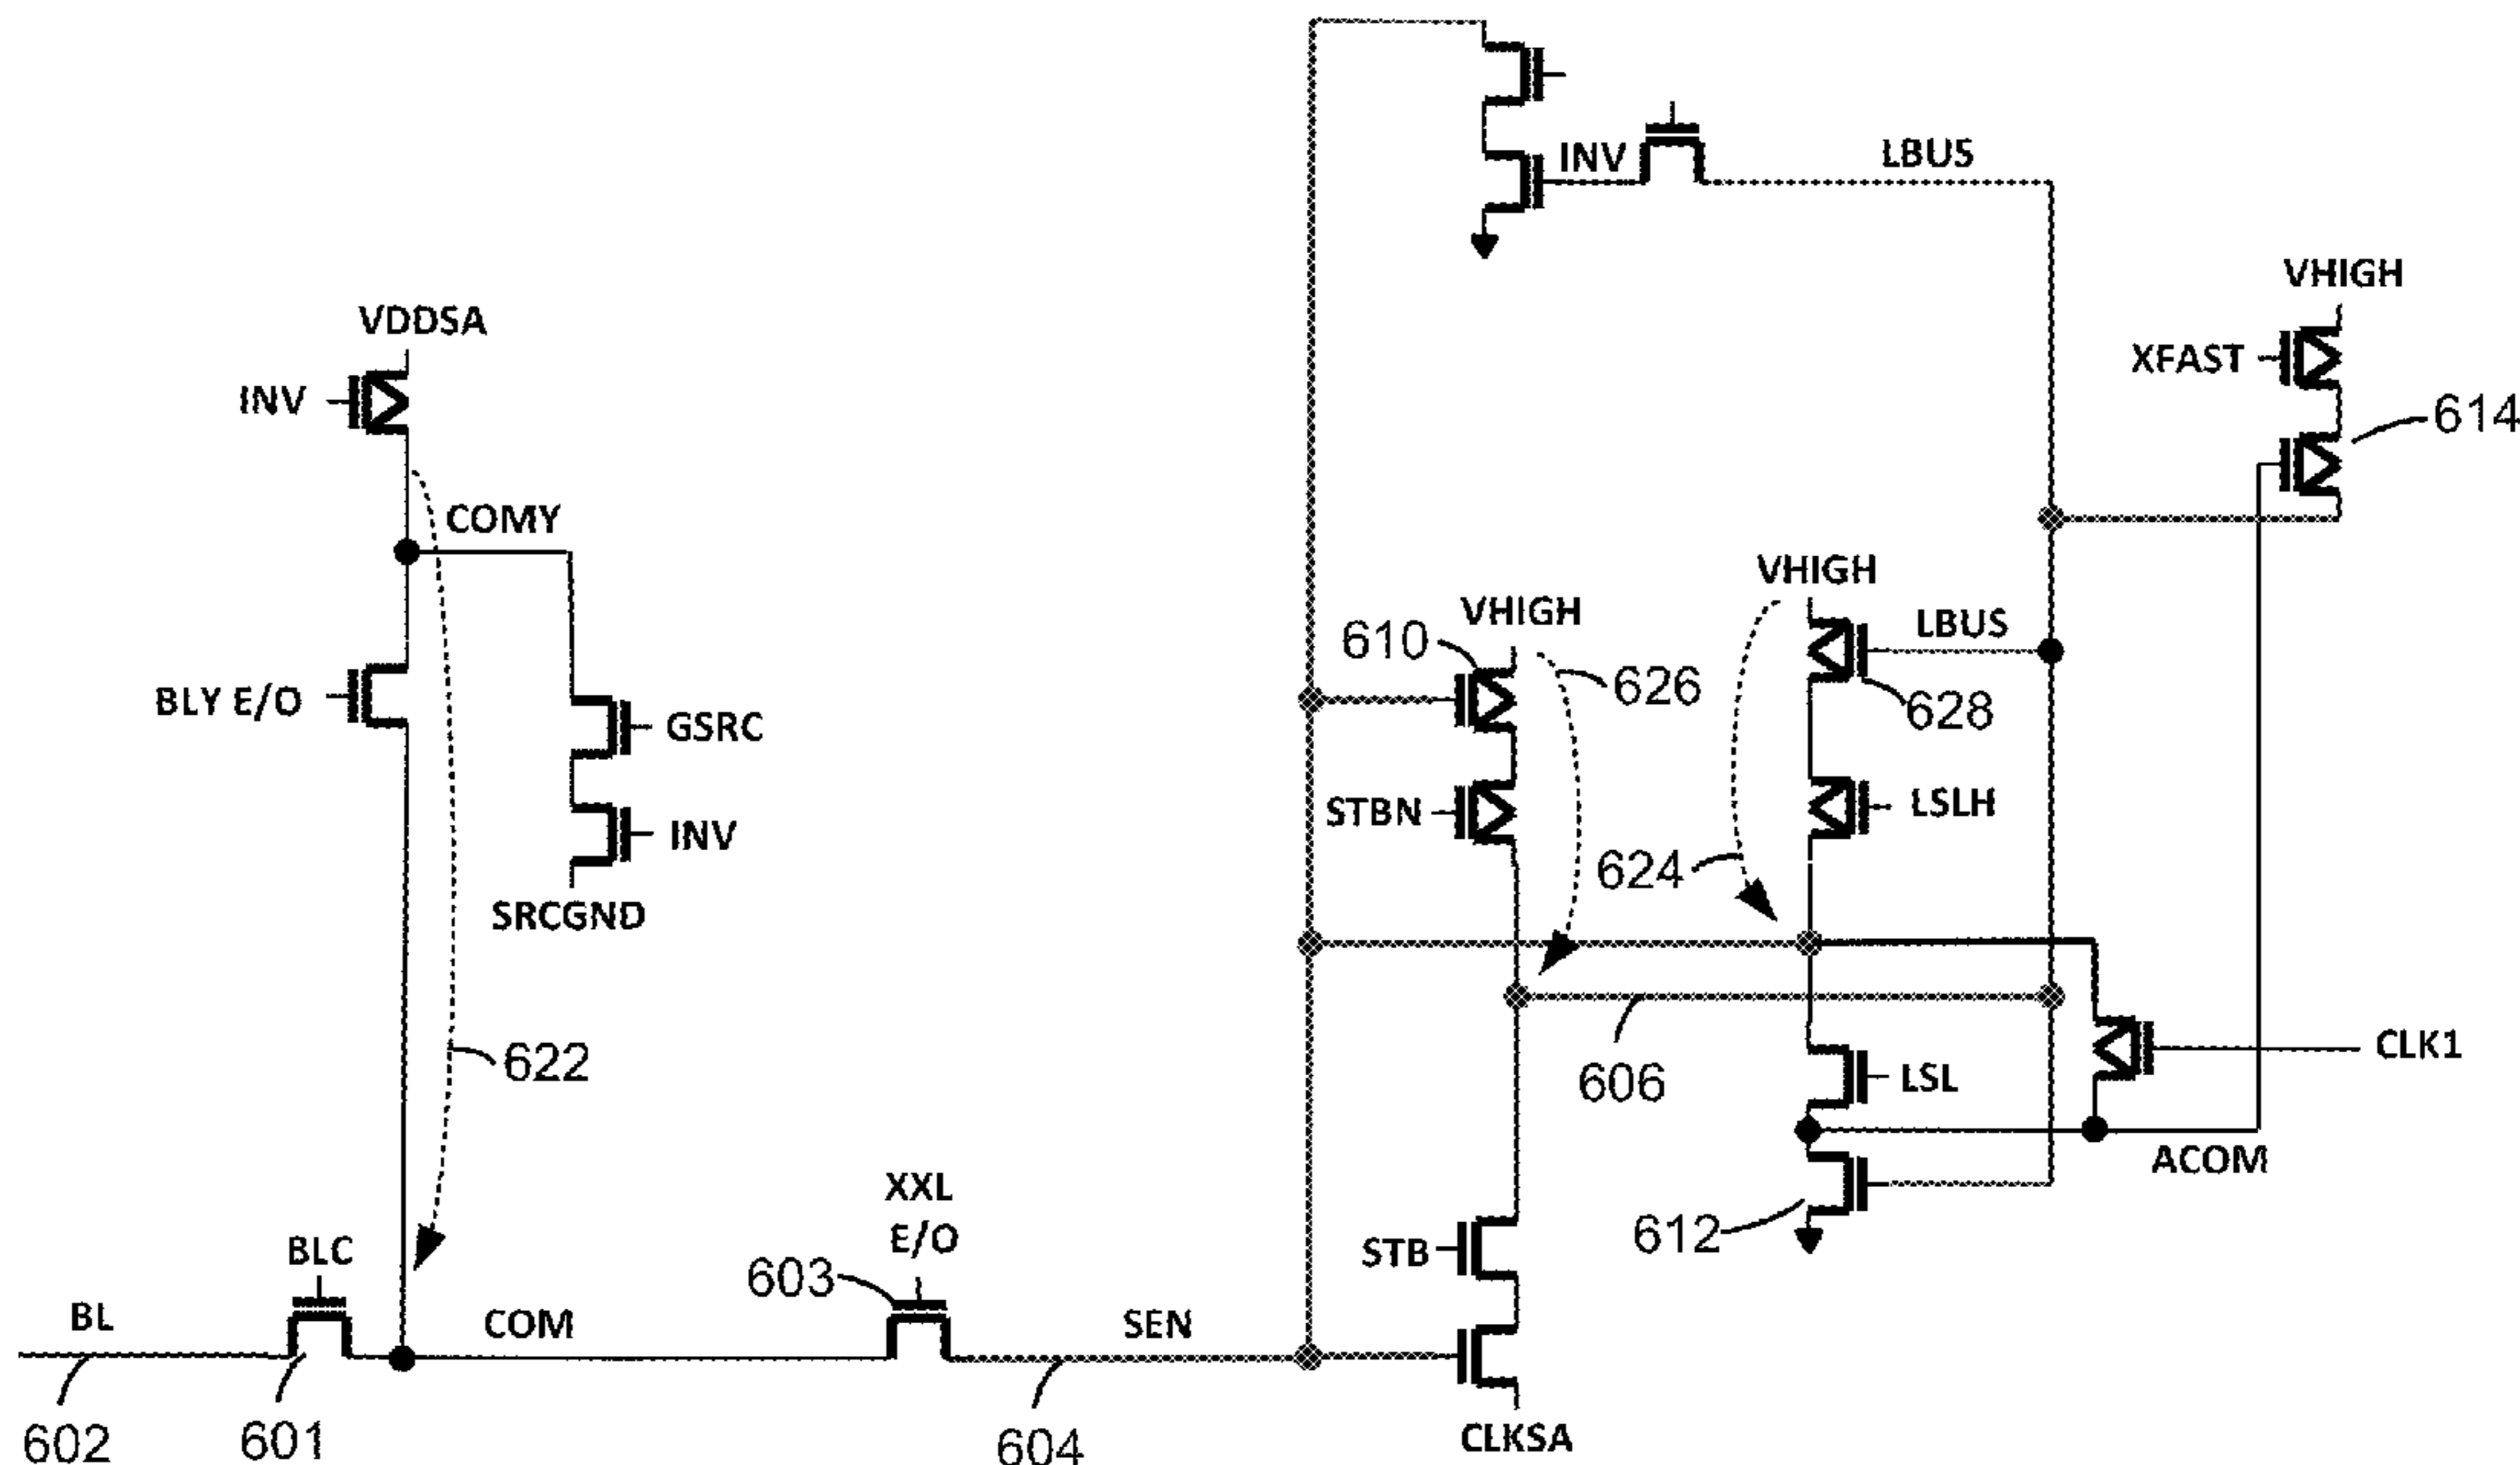 INV
LBUS
VHIGH
VDDSA
XFAST
INV
614
COMY
VHIGH
VHIGH
LBUS
610
626
BLY E/O
628
GSRC
STBN
LSLH
INV
624
SRCGND
622
606
CLK1
LSL
ACOM
XXL
E/O
612
BLC
STB
603
BL
COM
SEN
602
601
604
CLKSA